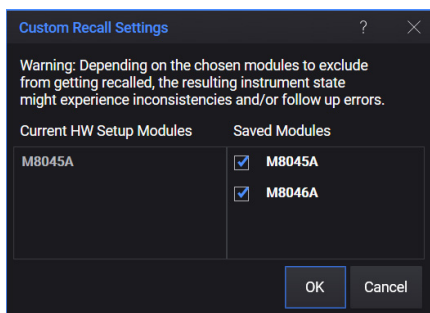 Custom Recall Settings ?
Warning: Depending on the chosen modules to exclude
from getting recalled, the resulting instrument state
might experience inconsistencies and/or follow up errors.
Current HW Setup Modules Saved Modules
M8045A M8045A
M8046A
OK Cancel